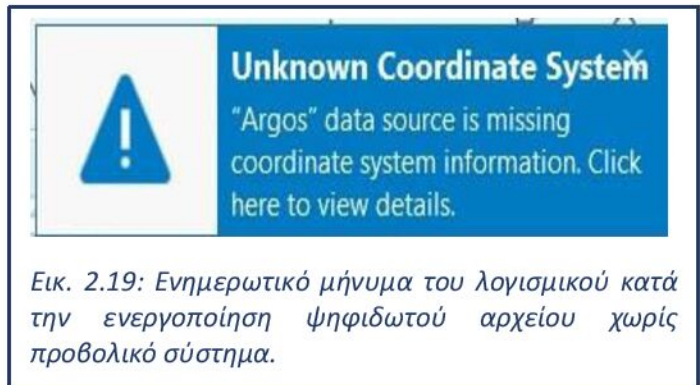 Unknown Coordinate System
"Argos" data source is missing
coordinate system information. Click
here to view details.
Εικ. 2.19: Ενημερωτικό μήνυμα του λογισμικού κατά
την ενεργοποίηση ψηφιδωτού αρχείου χωρίς
προβολικό σύστημα.